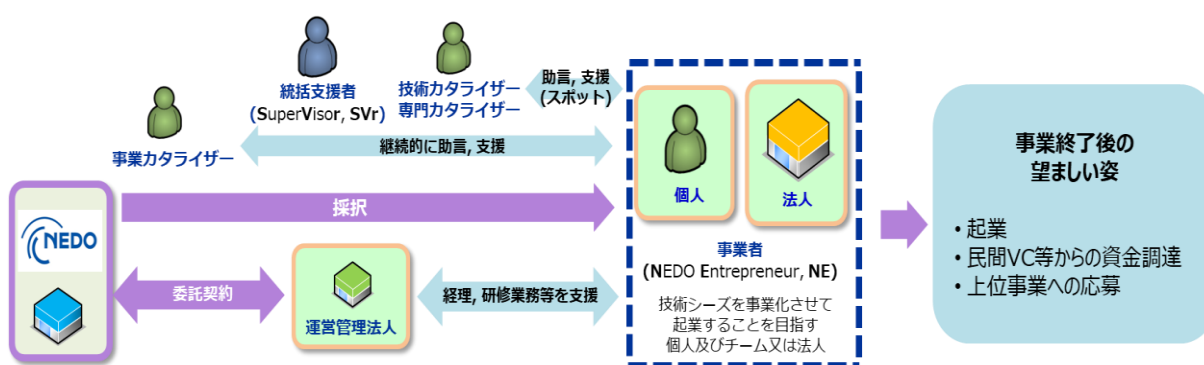 統括支援者
(SuperVisor, SVr)
技術カタライザー
専門カタライザー
助言, 支援
(スポット)
事業カタライザー
継続的に助言, 支援
NEDO
採択
委託契約
運営管理法人
経理, 研修業務等を支援
個人
法人
事業者
(NEDO Entrepreneur, NE)
技術シーズを事業化させて
起業することを目指す
個人及びチーム又は法人
事業終了後の
望ましい姿
・起業
・民間VC等からの資金調達
・上位事業への応募